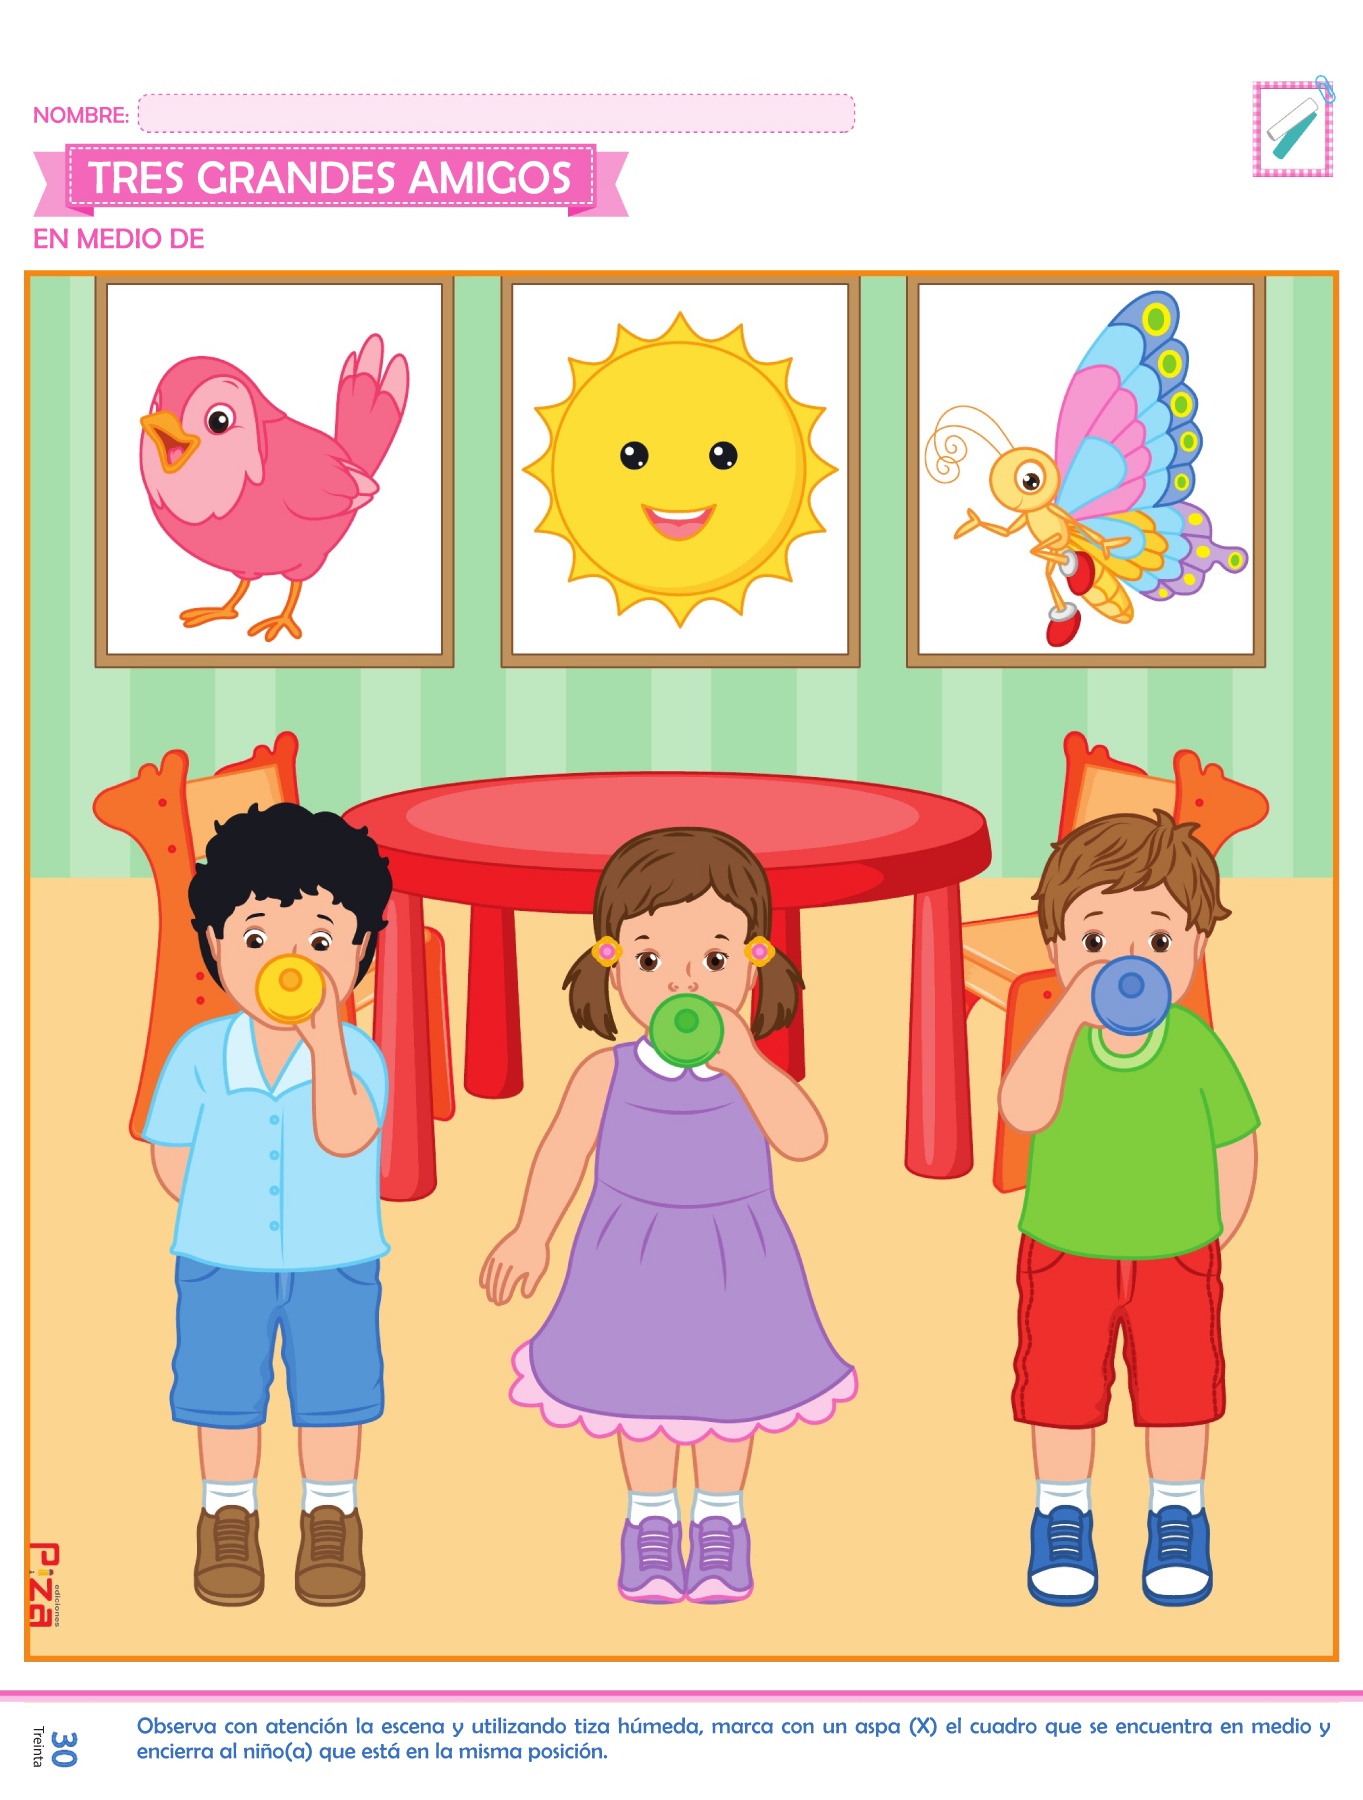 NOMBRE:
TRES GRANDES AMIGOS
EN MEDIO DE
Piza
ediciones
30
Treinta
Observa con atención la escena y utilizando tiza húmeda, marca con un aspa (X) el cuadro que se encuentra en medio y
encierra al niño(a) que está en la misma posición.